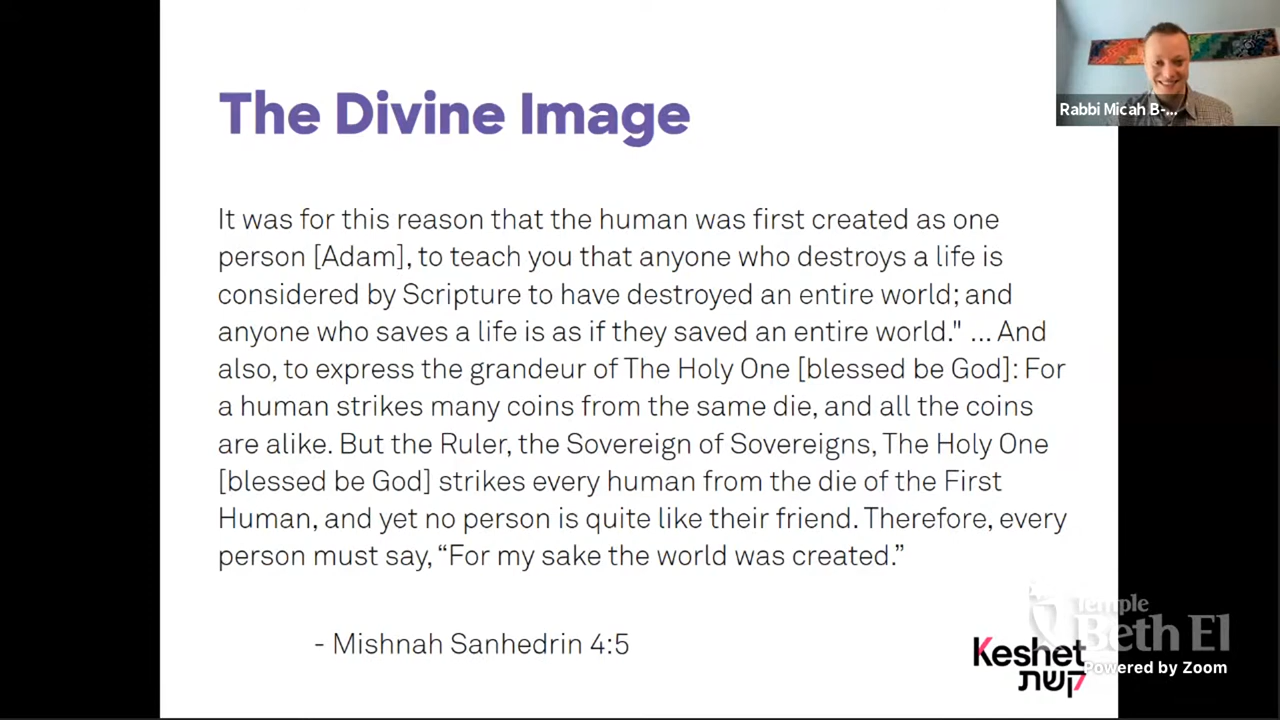 The Divine Image
Rabbi Micah B-...
It was for this reason that the human was first created as one
person [Adam], to teach you that anyone who destroys a life is
considered by Scripture to have destroyed an entire world; and
anyone who saves a life is as if they saved an entire world." ... And
also, to express the grandeur of The Holy One [blessed be God]: For
a human strikes many coins from the same die, and all the coins
are alike. But the Ruler, the Sovereign of Sovereigns, The Holy One
[blessed be God] strikes every human from the die of the First
Human, and yet no person is quite like their friend. Therefore, every
person must say, “For my sake the world was created.”
- Mishnah Sanhedrin 4:5
Temple
Beth El
Keshet
קשת
Powered by Zoom